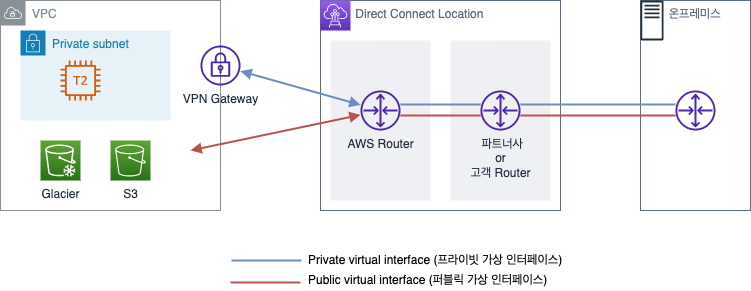 VPC
Direct Connect Location
온프레미스
Private subnet
T2
VPN Gateway
AWS Router
파트너사
or
고객 Router
Glacier
S3
Private virtual interface (프라이빗 가상 인터페이스)
Public virtual interface (퍼블릭 가상 인터페이스)